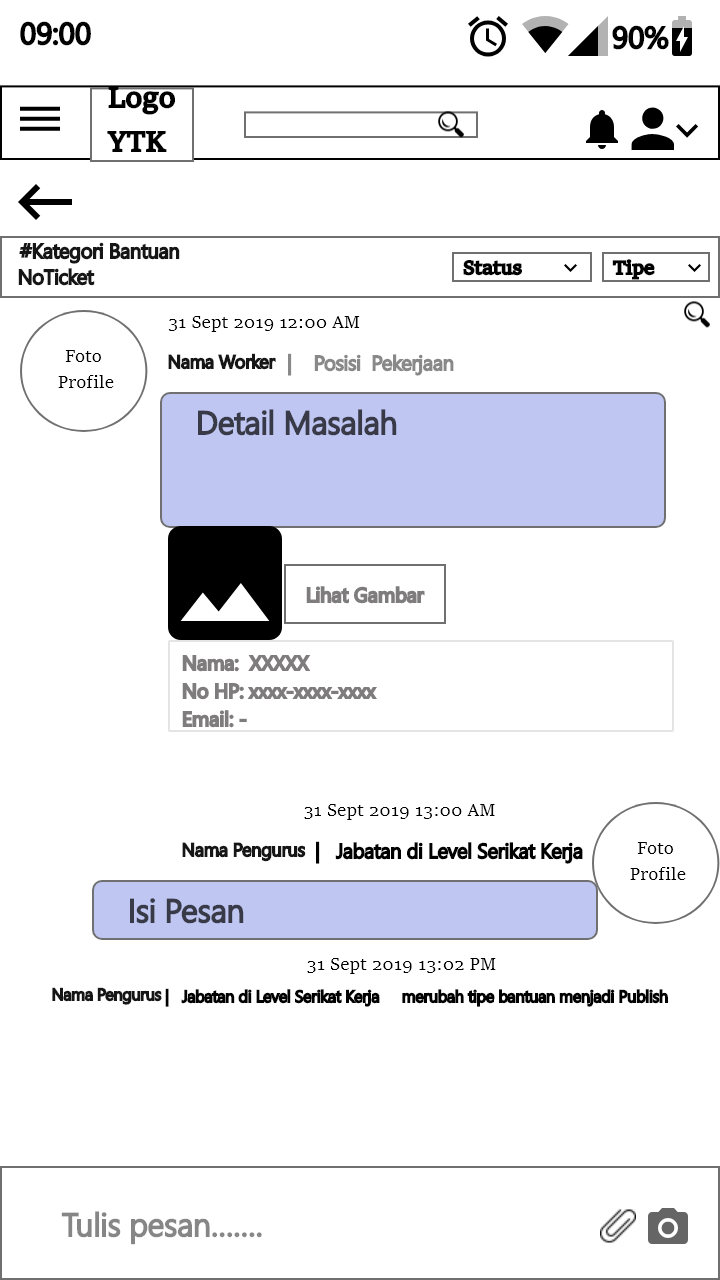 09:00
90%
Logo
YTK
#Kategori Bantuan
NoTicket
Status
Tipe
31 Sept 2019 12:00 AM
Foto
Profile
Nama Worker | Posisi Pekerjaan
Detail Masalah
Lihat Gambar
Nama: XXXXX
No HP: xxxx-xxxx-xxxx
Email: -
31 Sept 2019 13:00 AM
Nama Pengurus | Jabatan di Level Serikat Kerja
Foto
Profile
Isi Pesan
31 Sept 2019 13:02 PM
Nama Pengurus | Jabatan di Level Serikat Kerja merubah tipe bantuan menjadi Publish
Tulis pesan.......